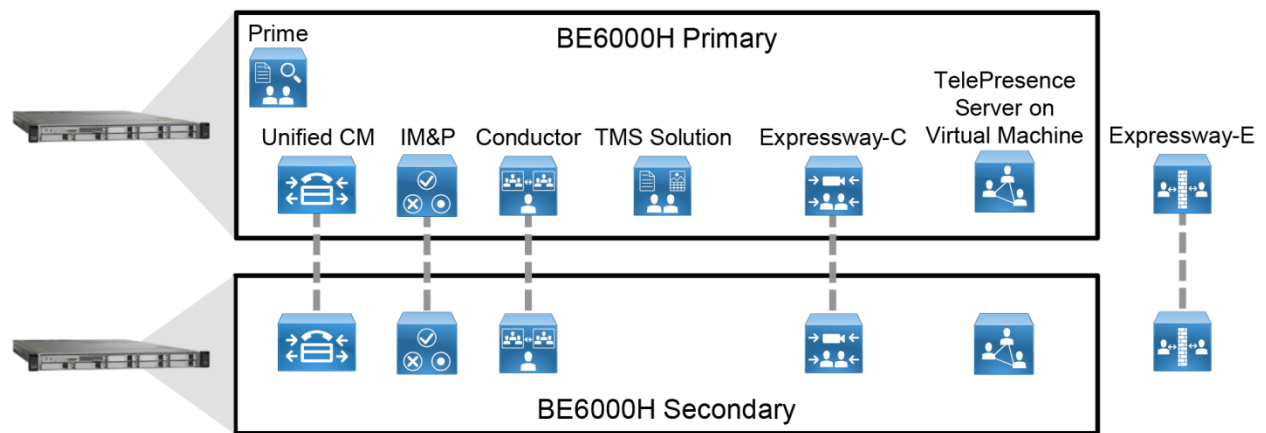 Prime
BE6000H Primary
TelePresence
Server on
Virtual Machine
Unified CM
IM&P
Conductor
TMS Solution
Expressway-C
Expressway-E
BE6000H Secondary